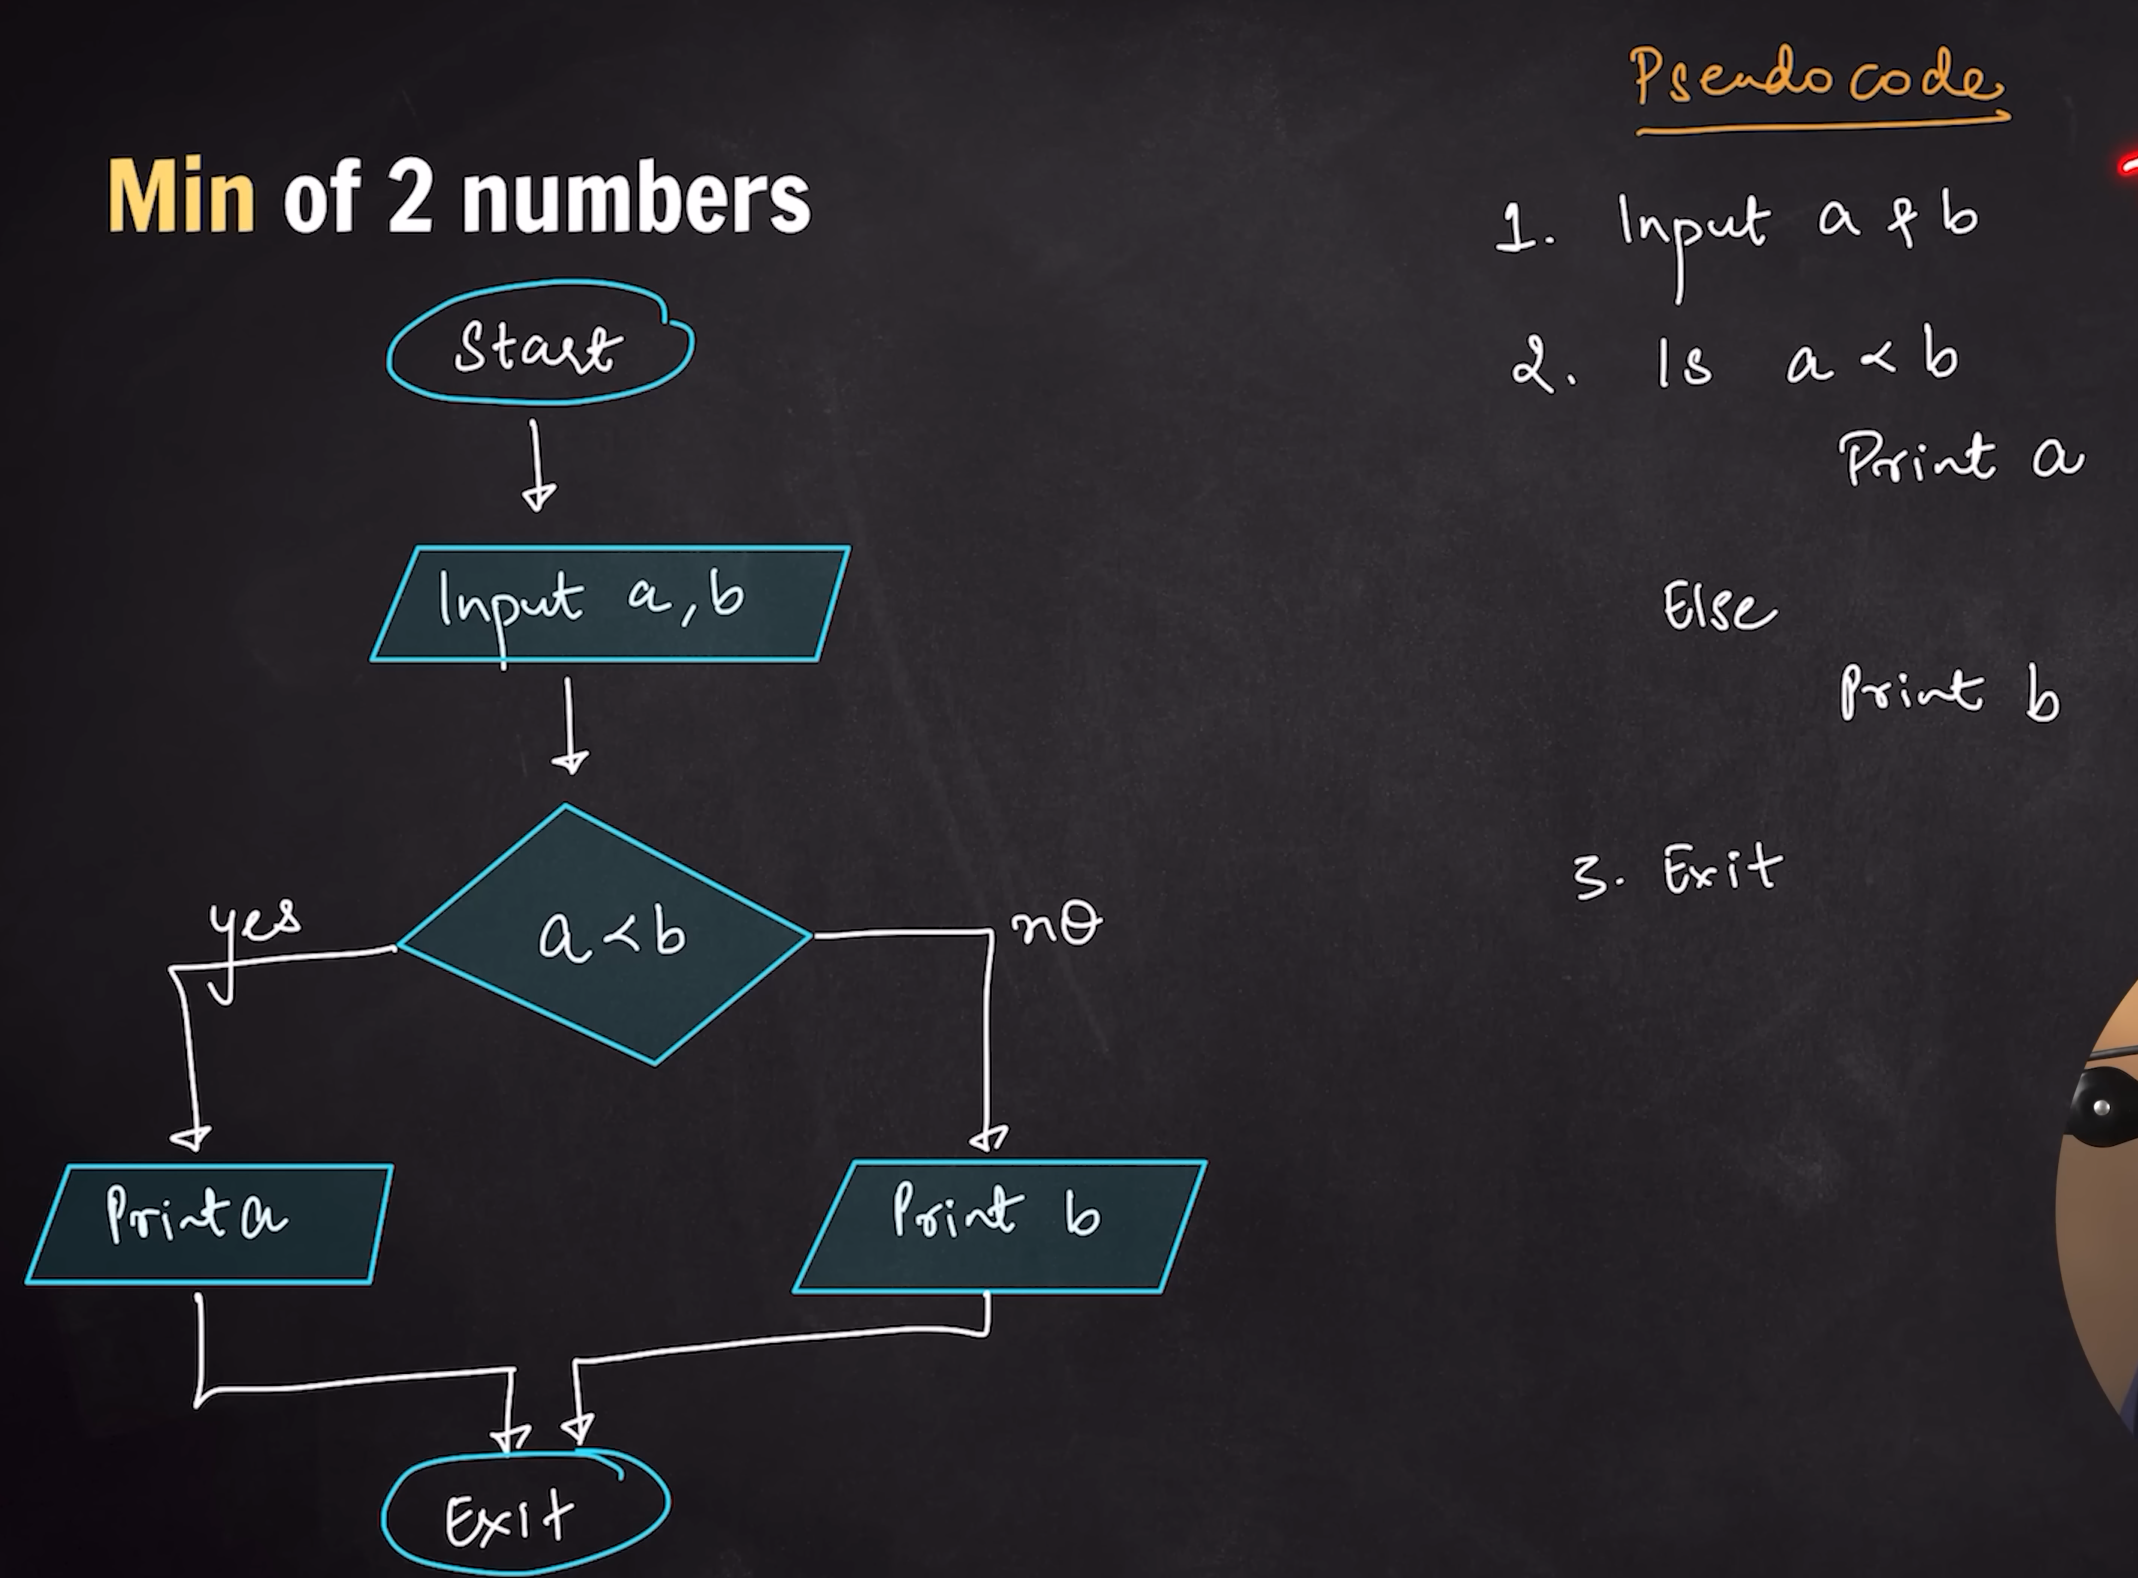 Min of 2 numbers
Start
Input a, b
a < b
yes
no
Print a
Print b
Exit
Pseudo code
1. Input a & b
2. Is a < b
Print a
Else
Print b
3. Exit